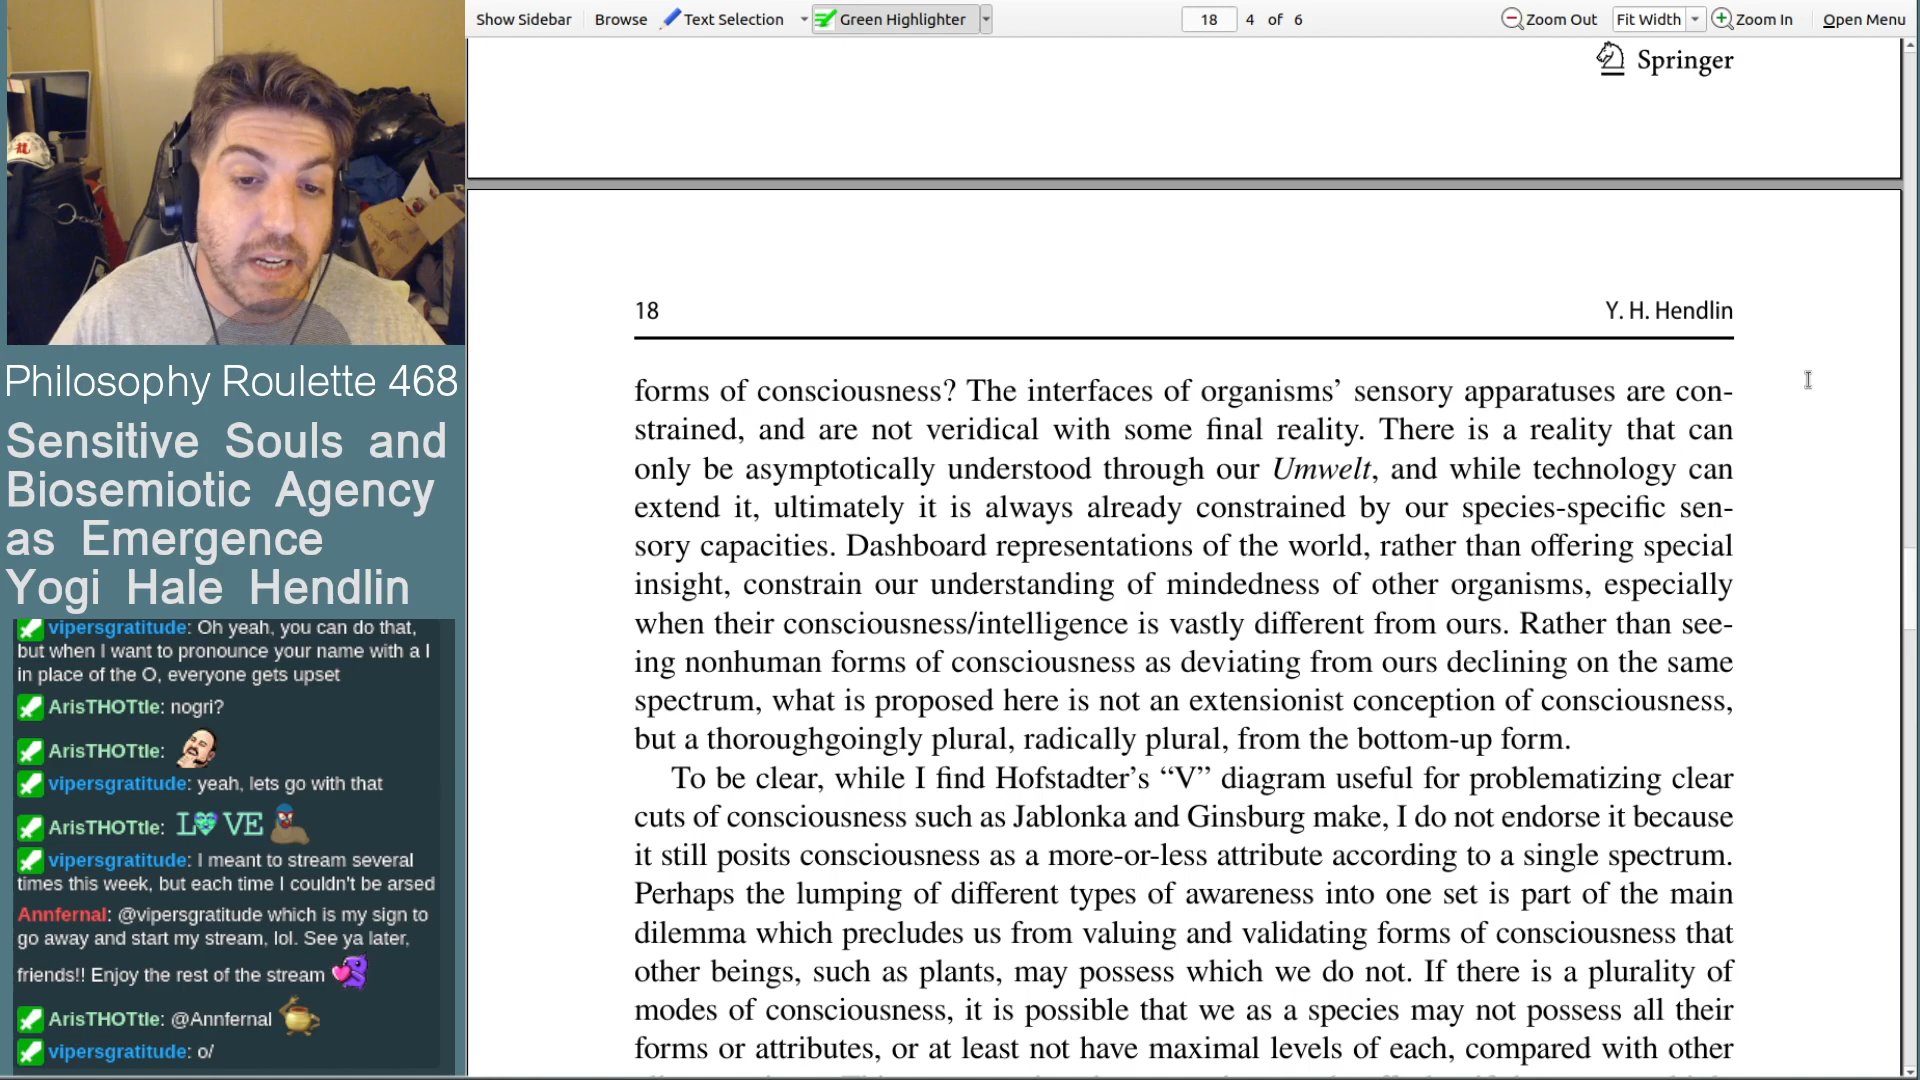 Show Sidebar Browse Text Selection Green Highlighter 18 4 of 6 Zoom Out Fit Width Zoom In Open Menu
Springer
18 Y. H. Hendlin
forms of consciousness? The interfaces of organisms’ sensory apparatuses are con-
strained, and are not veridical with some final reality. There is a reality that can
only be asymptotically understood through our Umwelt, and while technology can
extend it, ultimately it is always already constrained by our species-specific sen-
sory capacities. Dashboard representations of the world, rather than offering special
insight, constrain our understanding of mindedness of other organisms, especially
when their consciousness/intelligence is vastly different from ours. Rather than see-
ing nonhuman forms of consciousness as deviating from ours declining on the same
spectrum, what is proposed here is not an extensionist conception of consciousness,
but a thoroughgoingly plural, radically plural, from the bottom-up form.
To be clear, while I find Hofstadter’s “V” diagram useful for problematizing clear
cuts of consciousness such as Jablonka and Ginsburg make, I do not endorse it because
it still posits consciousness as a more-or-less attribute according to a single spectrum.
Perhaps the lumping of different types of awareness into one set is part of the main
dilemma which precludes us from valuing and validating forms of consciousness that
other beings, such as plants, may possess which we do not. If there is a plurality of
modes of consciousness, it is possible that we as a species may not possess all their
forms or attributes, or at least not have maximal levels of each, compared with other
Philosophy Roulette 468
Sensitive Souls and
Biosemiotic Agency
as Emergence
Yogi Hale Hendlin
vipersgratitude: Oh yeah, you can do that,
but when I want to pronounce your name with a I
in place of the O, everyone gets upset
ArisTHOTtle: nogri?
ArisTHOTtle:
vipersgratitude: yeah, lets go with that
ArisTHOTtle: LOVE
vipersgratitude: I meant to stream several
times this week, but each time I couldn't be arsed
Annfernal: @vipersgratitude which is my sign to
go away and start my stream, lol. See ya later,
friends!! Enjoy the rest of the stream
ArisTHOTtle: @Annfernal
vipersgratitude: o/